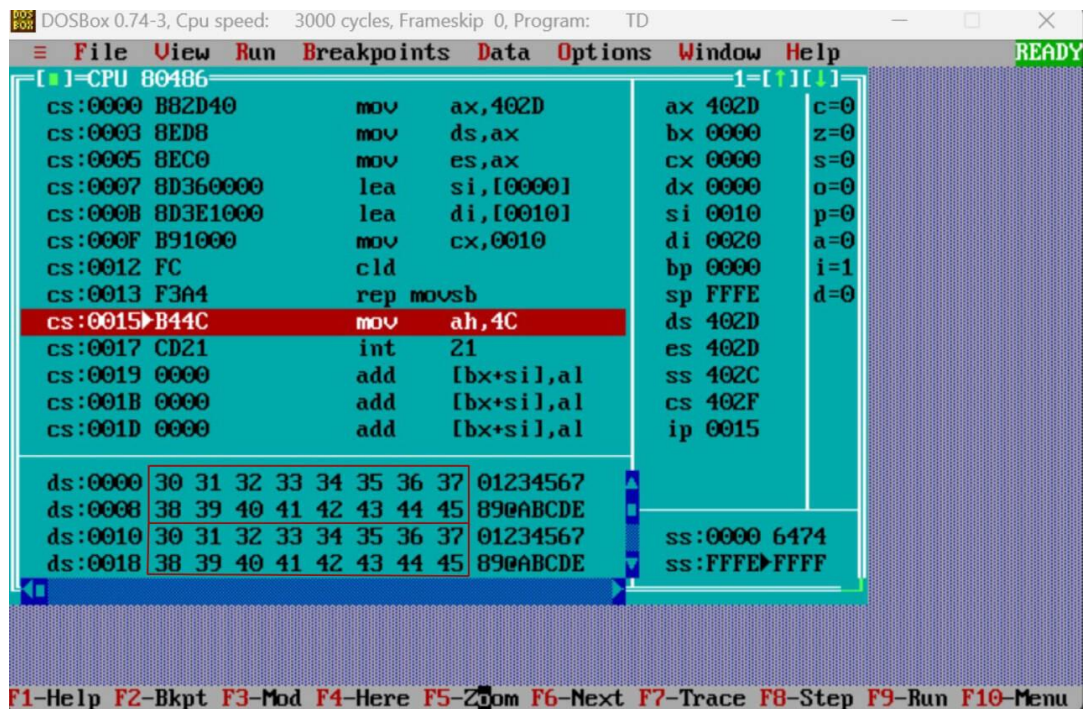 DOS BOX DOSBox 0.74-3, Cpu speed: 3000 cycles, Frameskip 0, Program: TD
≡ File View Run Breakpoints Data Options Window Help READY
[■]=CPU 80486 1=[↑][↓]
cs:0000 B82D40 mov ax,402D ax 402D c=0
cs:0003 8ED8 mov ds,ax bx 0000 z=0
cs:0005 8EC0 mov es,ax cx 0000 s=0
cs:0007 8D360000 lea si,[0000] dx 0000 o=0
cs:000B 8D3E1000 lea di,[0010] si 0010 p=0
cs:000F B91000 mov cx,0010 di 0020 a=0
cs:0012 FC cld bp 0000 i=1
cs:0013 F3A4 rep movsb sp FFFE d=0
cs:0015►B44C mov ah,4C ds 402D
cs:0017 CD21 int 21 es 402D
cs:0019 0000 add [bx+si],al ss 402C
cs:001B 0000 add [bx+si],al cs 402F
cs:001D 0000 add [bx+si],al ip 0015
ds:0000 30 31 32 33 34 35 36 37 01234567
ds:0008 38 39 40 41 42 43 44 45 89@ABCDE
ds:0010 30 31 32 33 34 35 36 37 01234567 ss:0000 6474
ds:0018 38 39 40 41 42 43 44 45 89@ABCDE ss:FFFE►FFFF
F1-Help F2-Bkpt F3-Mod F4-Here F5-Zoom F6-Next F7-Trace F8-Step F9-Run F10-Menu